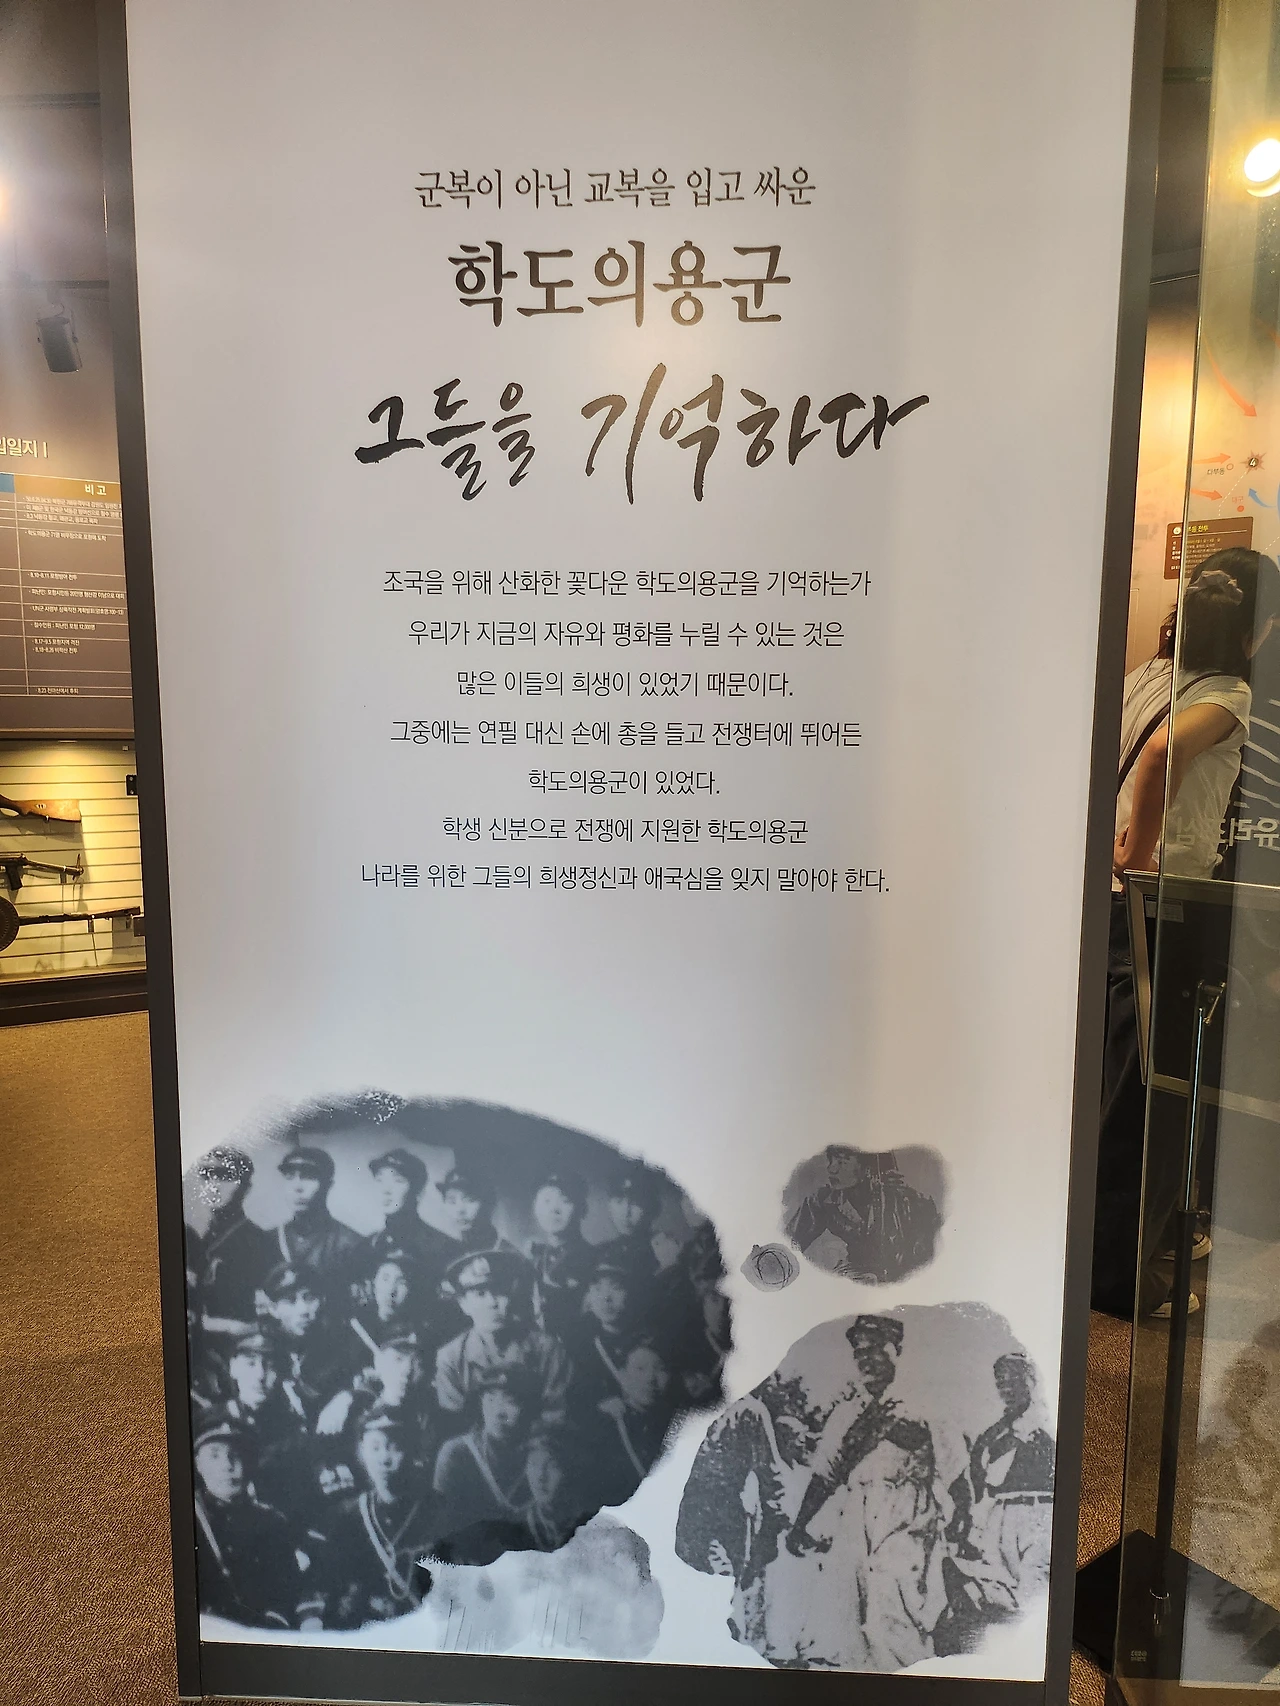 군복이 아닌 교복을 입고 싸운
학도의용군
그들을 기억하다
조국을 위해 산화한 꽃다운 학도의용군을 기억하는가
우리가 지금의 자유와 평화를 누릴 수 있는 것은
많은 이들의 희생이 있었기 때문이다.
그중에는 연필 대신 손에 총을 들고 전쟁터에 뛰어든
학도의용군이 있었다.
학생 신분으로 전쟁에 지원한 학도의용군
나라를 위한 그들의 희생정신과 애국심을 잊지 말아야 한다.
비고